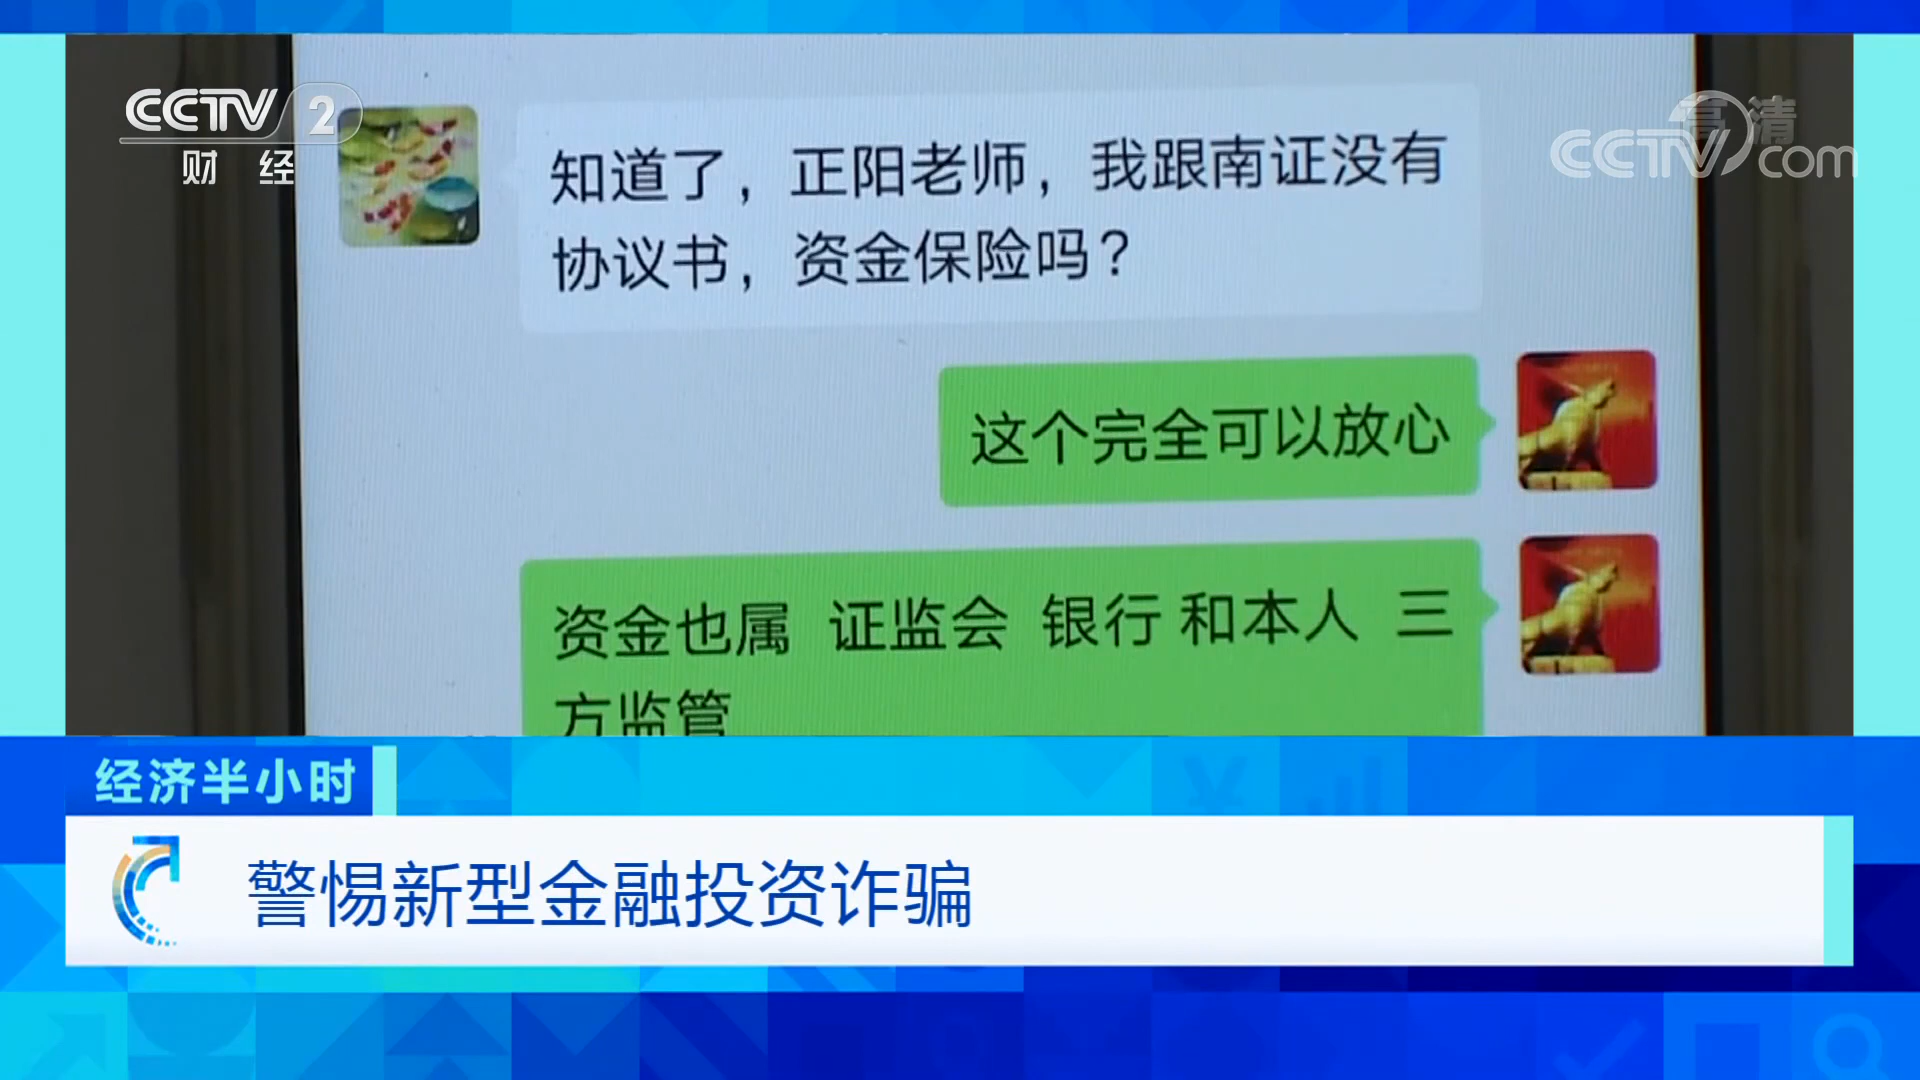 CCTV 2
财 经
高清
CCTV com
知道了，正阳老师，我跟南证没有
协议书，资金保险吗？
这个完全可以放心
资金也属 证监会 银行 和本人 三
方监管
经济半小时
警惕新型金融投资诈骗